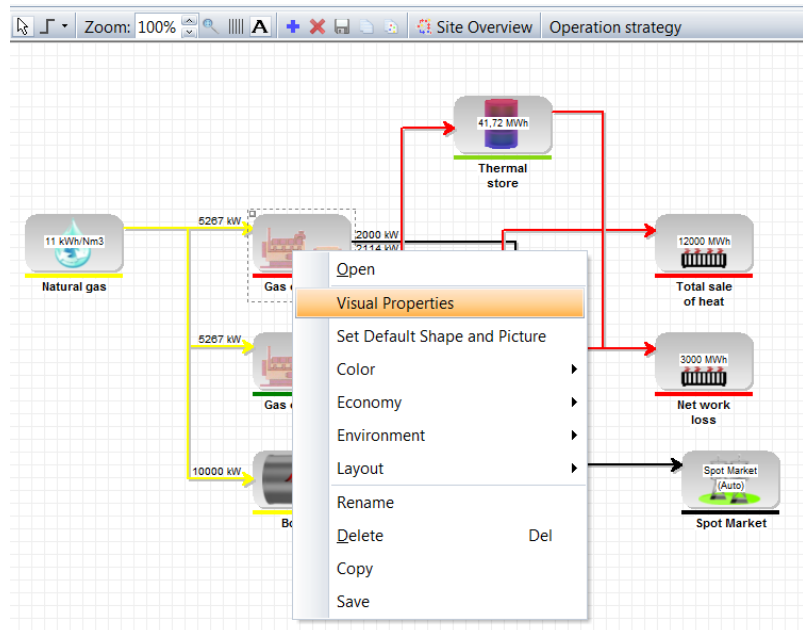 Zoom: 100%
A
Site Overview
Operation strategy
41,72 MWh
Thermal
store
5267 kW
2000 kW
2114 kW
11 kWh/Nm3
Natural gas
Gas
12000 MWh
Total sale
of heat
5267 kW
Gas
3000 MWh
Net work
loss
10000 kW
Bo
Spot Market
(Auto)
Spot Market
Open
Visual Properties
Set Default Shape and Picture
Color
Economy
Environment
Layout
Rename
Delete Del
Copy
Save